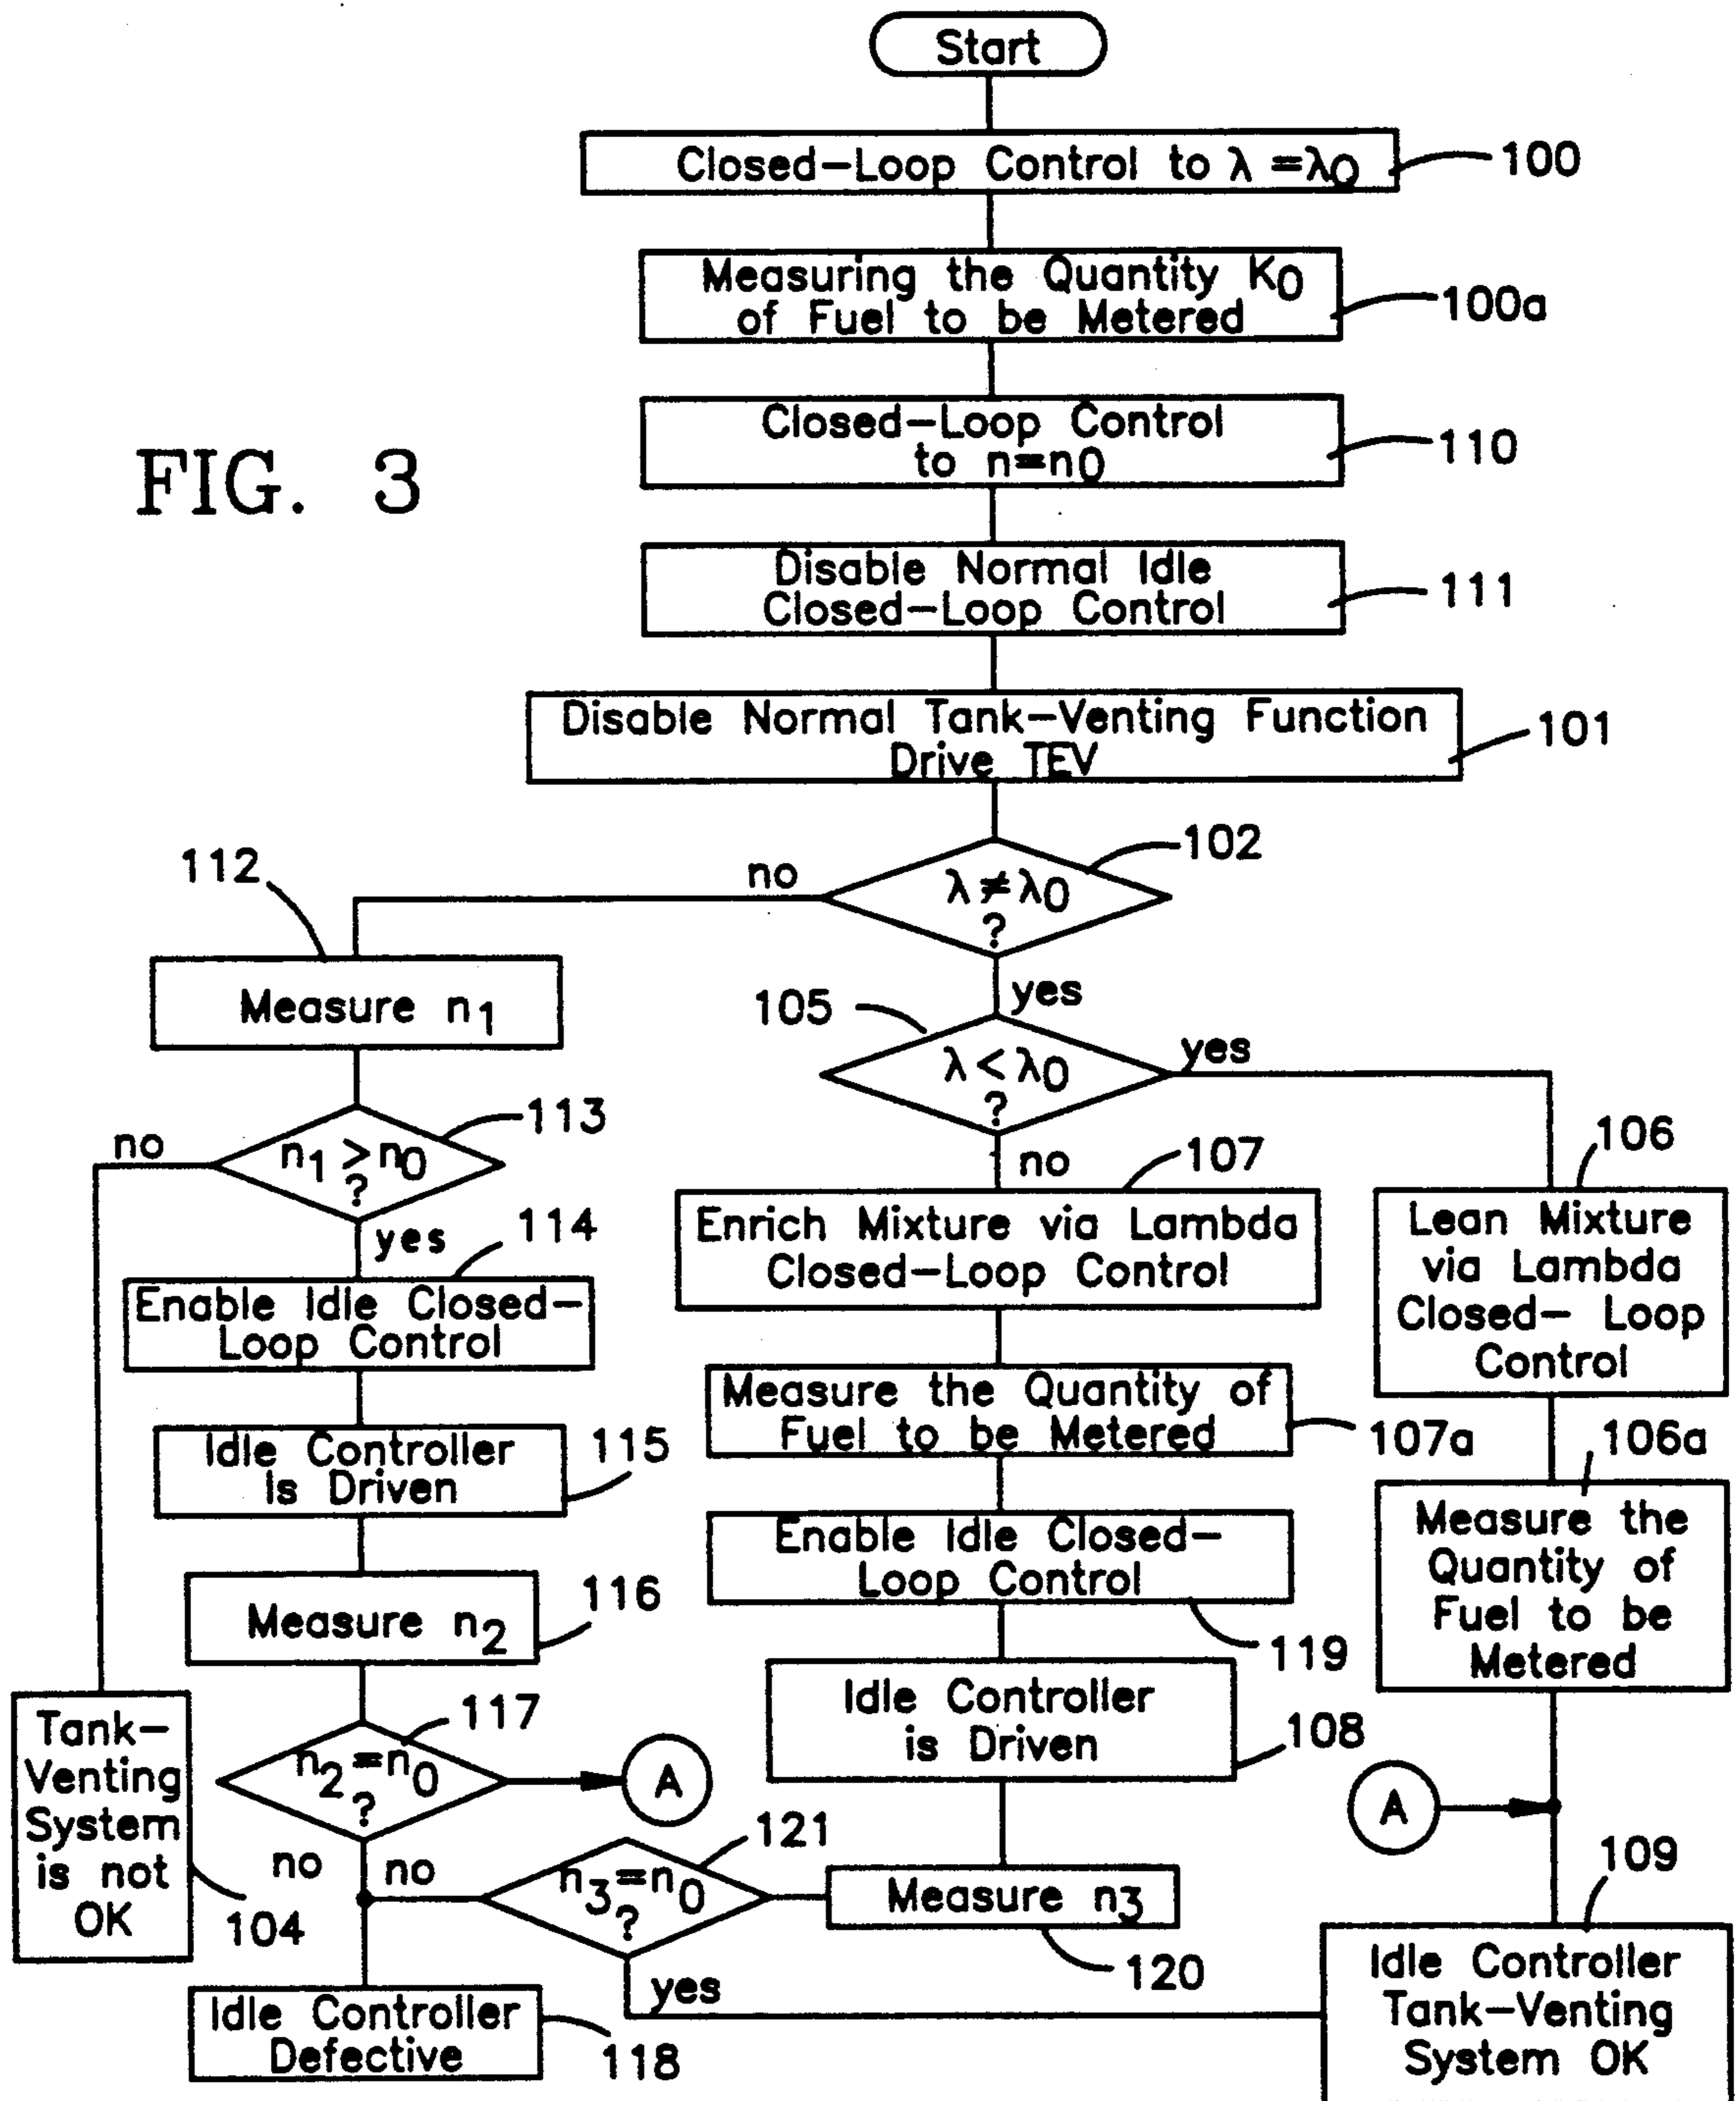 Start
Closed-Loop Control to λ =λ0
100
Measuring the Quantity K0
of Fuel to be Metered
100a
Closed-Loop Control
to n=n0
110
FIG. 3
Disable Normal Idle
Closed-Loop Control
111
Disable Normal Tank-Venting Function
Drive TEV
101
102
λ≠λ0
?
no
yes
112
Measure n1
105
λ<λ0
?
yes
no
113
n1>n0
?
no
yes
107
Enrich Mixture via Lambda
Closed-Loop Control
106
Lean Mixture
via Lambda
Closed- Loop
Control
114
Enable Idle Closed-
Loop Control
Measure the Quantity of
Fuel to be Metered
107a
106a
Measure the
Quantity of
Fuel to be
Metered
Idle Controller
Is Driven
115
Enable Idle Closed-
Loop Control
119
Measure n2
116
Idle Controller
is Driven
108
Tank-
Venting
System
is not
OK
104
117
n2=n0
?
no
A
A
121
n3=n0
?
no
yes
Measure n3
120
109
Idle Controller
Tank-Venting
System OK
Idle Controller
Defective
118